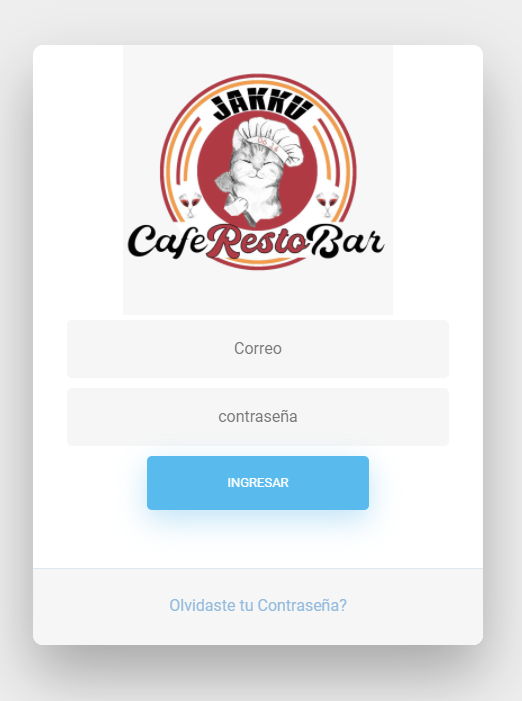 JAKKU
CafeRestoBar
Correo
contraseña
INGRESAR
Olvidaste tu Contraseña?